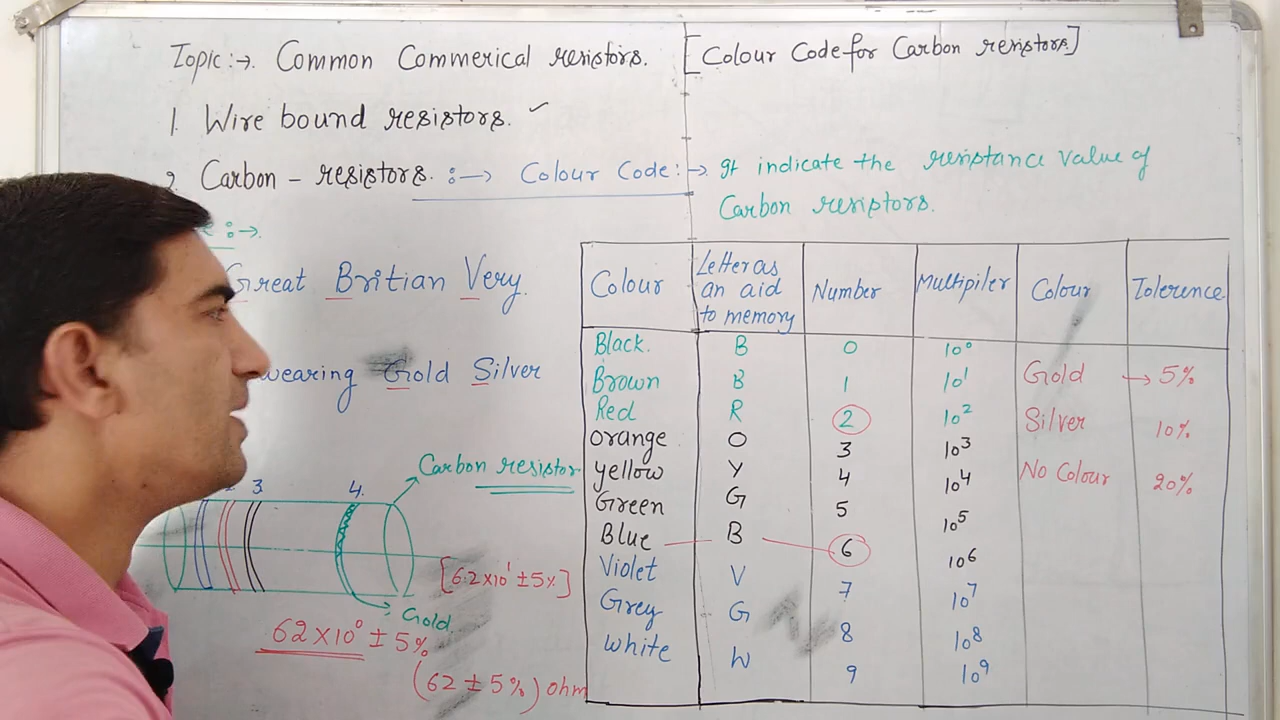 Topic:→. Common Commerical resistors. [Colour Code for Carbon resistors]
1. Wire bound resistors. ✓
2. Carbon - resistors. :→ Colour Code:→ It indicate the resistance value of
Carbon resistors.
:→.
Great Britian Very
wearing Gold Silver
Colour Letter as an aid to memory Number Multipiler Colour Tolerence
Black. B 0 10⁰
Brown B 1 10¹ Gold → 5%
Red R 2 10² Silver 10%
orange O 3 10³
yellow Y 4 10⁴ No Colour 20%
Green G 5 10⁵
Blue B 6 10⁶
Violet V 7 10⁷
Grey G 8 10⁸
White W 9 10⁹
Carbon resistor
2. 3. 4.
[6.2×10¹ ±5%]
Gold
62×10⁰ ± 5%
(62 ± 5%) ohm